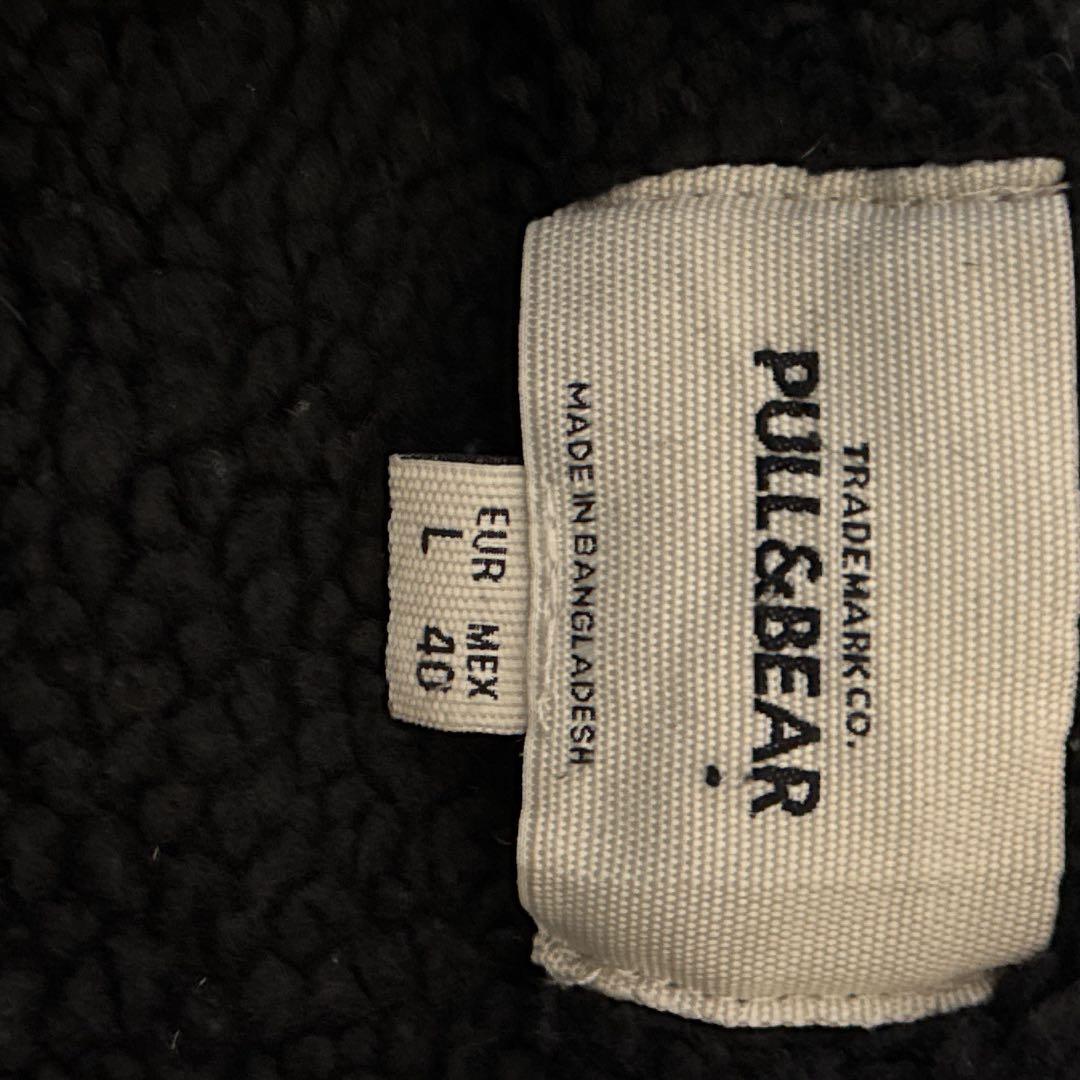 TRADEMARK CO.
PULL&BEAR
MADE IN BANGLADESH
EUR MEX
L 40